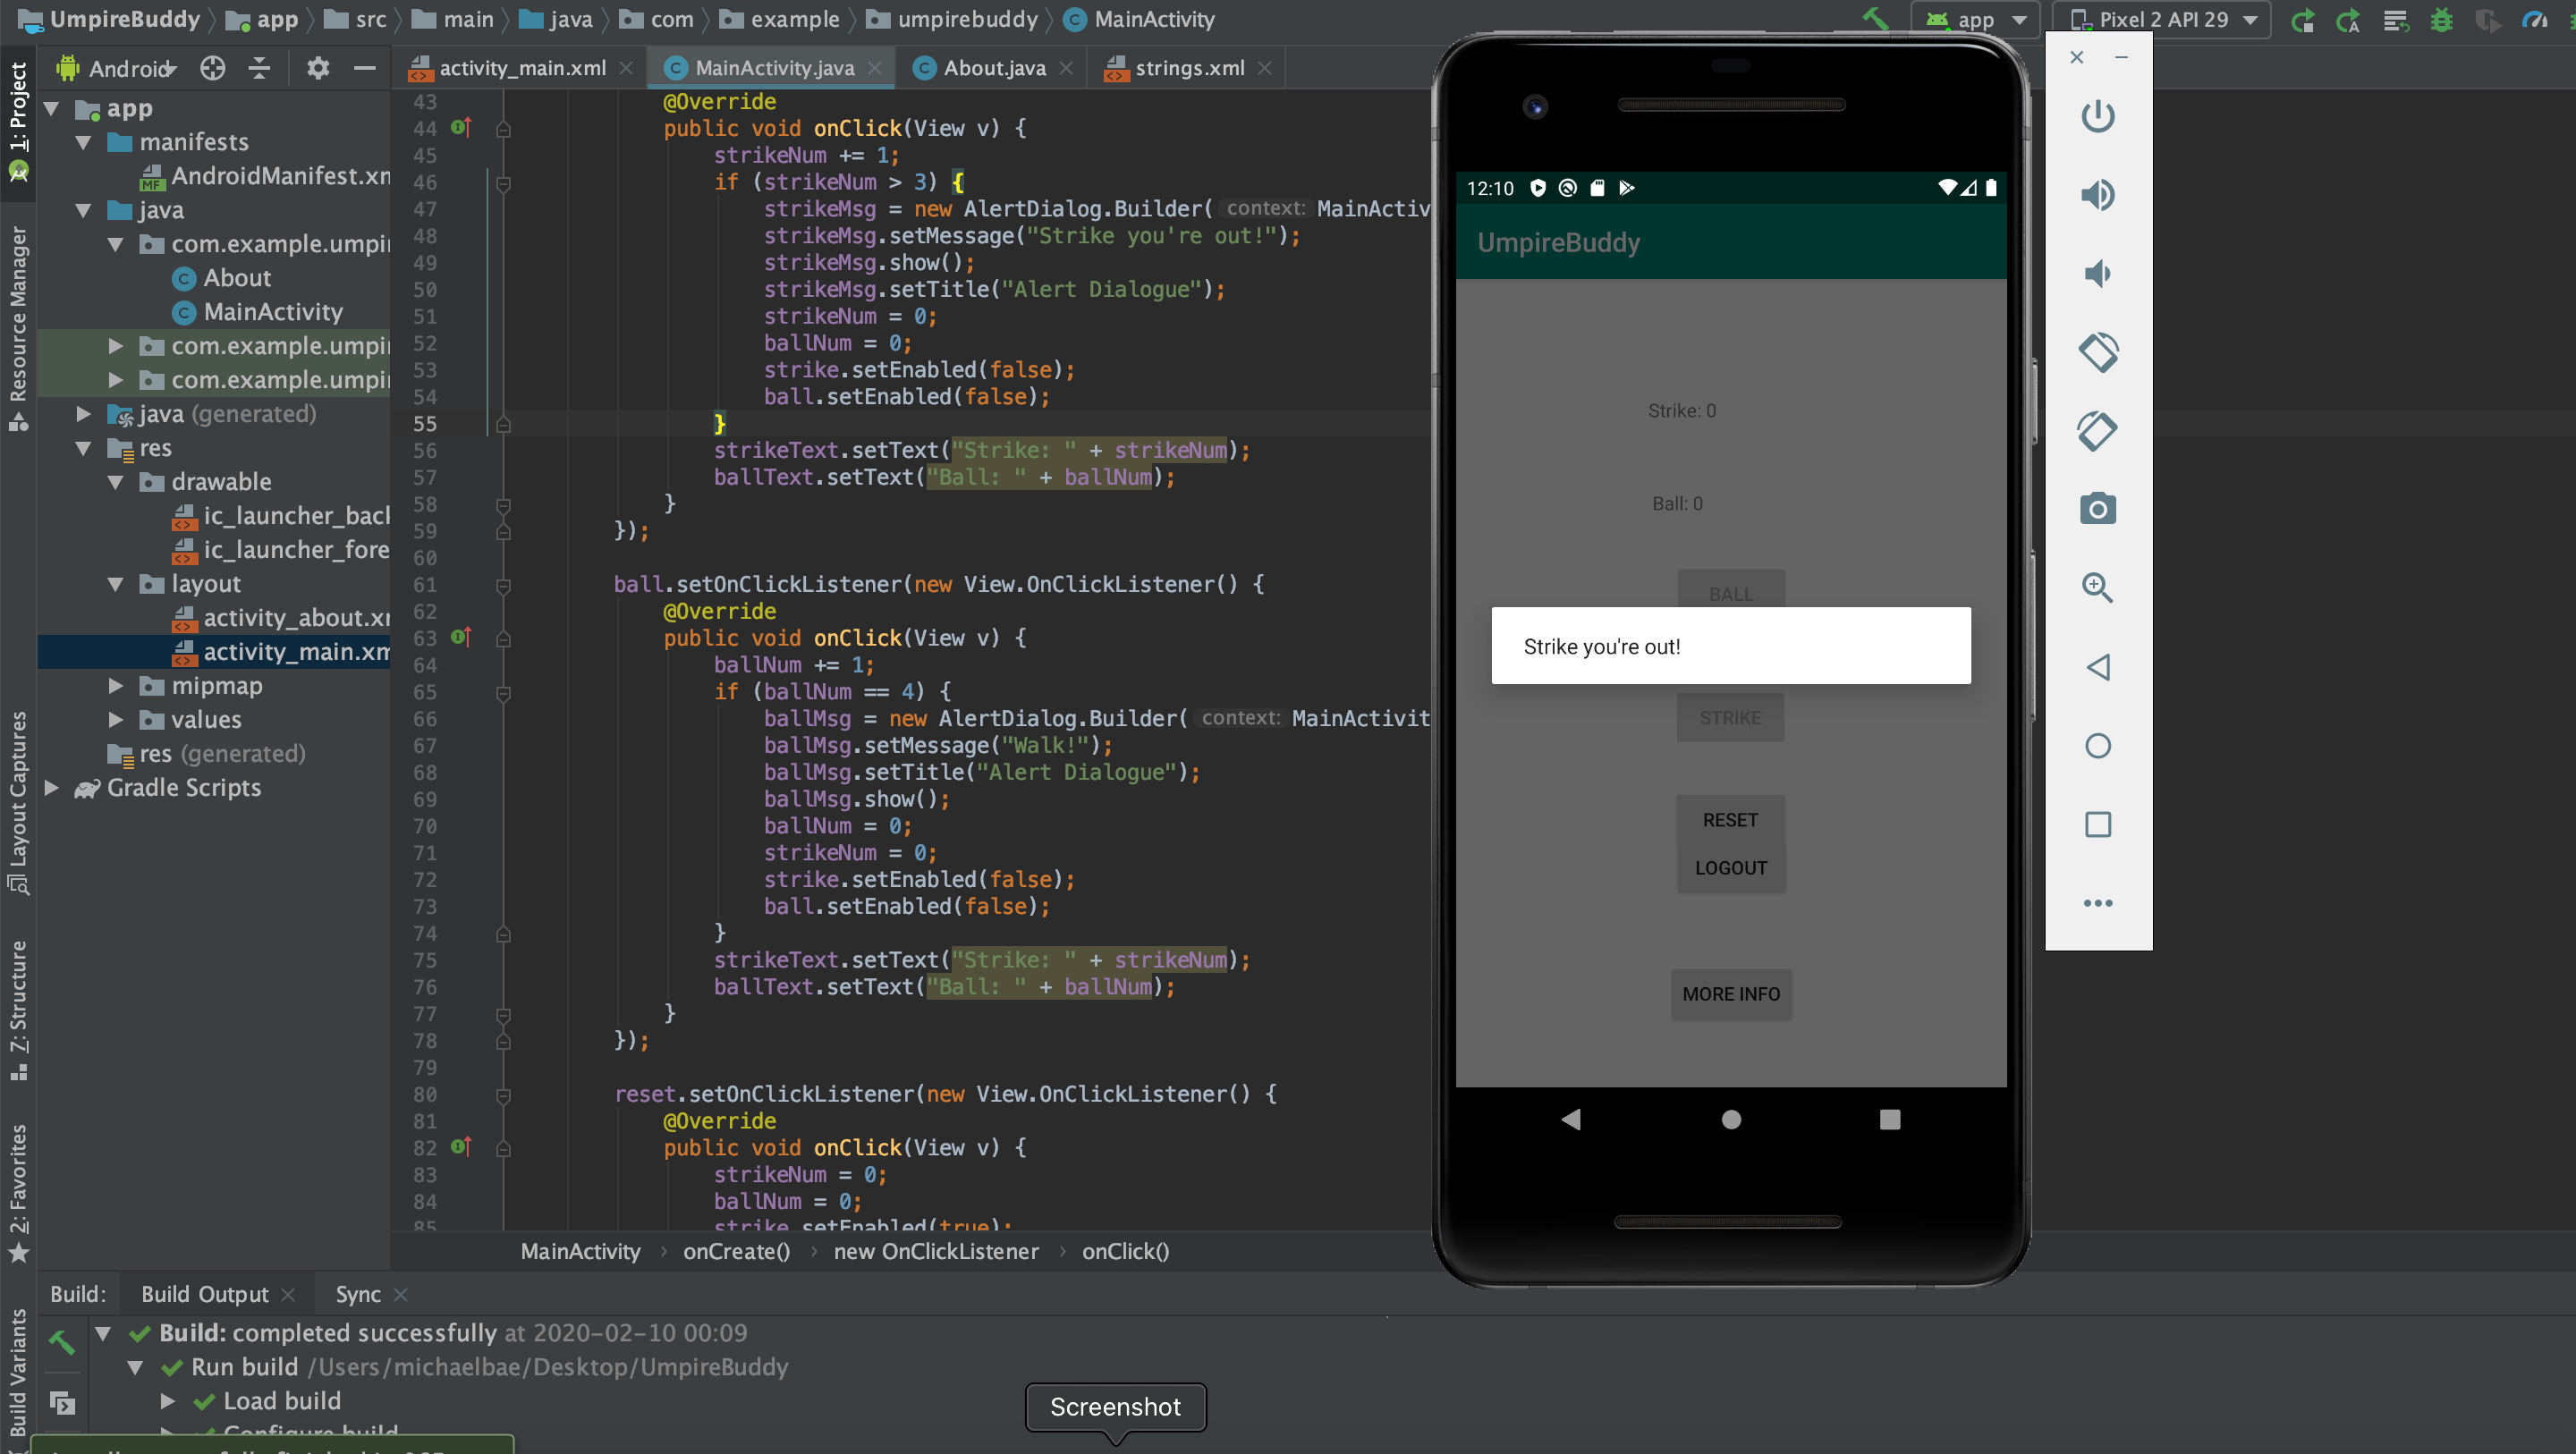 UmpireBuddy app src main java com example umpirebuddy MainActivity app Pixel 2 API 29
Android
activity_main.xml MainActivity.java About.java strings.xml
1: Project
Resource Manager
Layout Captures
Z: Structure
2: Favorites
Build Variants
app
manifests
AndroidManifest.xm
java
com.example.umpir
About
MainActivity
com.example.umpir
com.example.umpir
java (generated)
res
drawable
ic_launcher_back
ic_launcher_fore
layout
activity_about.xm
activity_main.xm
mipmap
values
res (generated)
Gradle Scripts
43 @Override
44 public void onClick(View v) {
45 strikeNum += 1;
46 if (strikeNum > 3) {
47 strikeMsg = new AlertDialog.Builder( context: MainActiv
48 strikeMsg.setMessage("Strike you're out!");
49 strikeMsg.show();
50 strikeMsg.setTitle("Alert Dialogue");
51 strikeNum = 0;
52 ballNum = 0;
53 strike.setEnabled(false);
54 ball.setEnabled(false);
55 }
56 strikeText.setText("Strike: " + strikeNum);
57 ballText.setText("Ball: " + ballNum);
58 }
59 });
60
61 ball.setOnClickListener(new View.OnClickListener() {
62 @Override
63 public void onClick(View v) {
64 ballNum += 1;
65 if (ballNum == 4) {
66 ballMsg = new AlertDialog.Builder( context: MainActivit
67 ballMsg.setMessage("Walk!");
68 ballMsg.setTitle("Alert Dialogue");
69 ballMsg.show();
70 ballNum = 0;
71 strikeNum = 0;
72 strike.setEnabled(false);
73 ball.setEnabled(false);
74 }
75 strikeText.setText("Strike: " + strikeNum);
76 ballText.setText("Ball: " + ballNum);
77 }
78 });
79
80 reset.setOnClickListener(new View.OnClickListener() {
81 @Override
82 public void onClick(View v) {
83 strikeNum = 0;
84 ballNum = 0;
85 strike.setEnabled(true);
MainActivity onCreate() new OnClickListener onClick()
12:10
UmpireBuddy
Strike: 0
Ball: 0
BALL
Strike you're out!
STRIKE
RESET
LOGOUT
MORE INFO
Build: Build Output Sync
Build: completed successfully at 2020-02-10 00:09
Run build /Users/michaelbae/Desktop/UmpireBuddy
Load build
Configure build
Screenshot